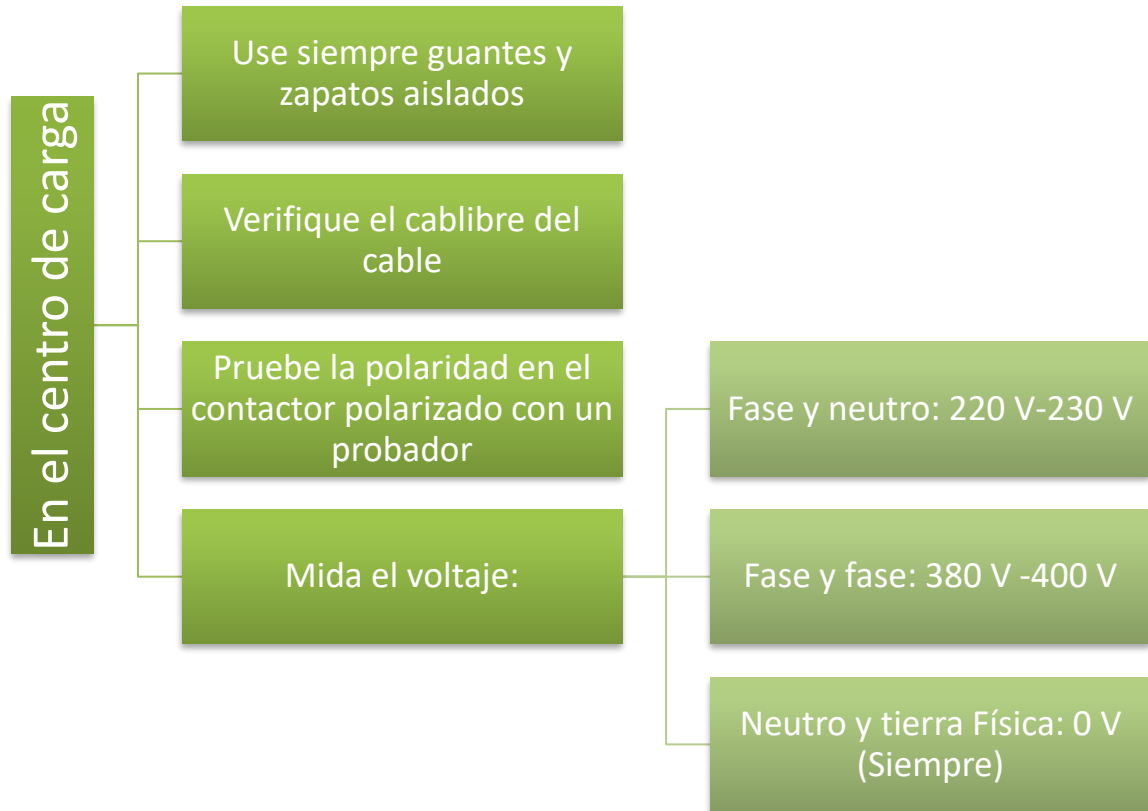 En el centro de carga
Use siempre guantes y
zapatos aislados
Verifique el cablibre del
cable
Pruebe la polaridad en el
contactor polarizado con un
probador
Mida el voltaje:
Fase y neutro: 220 V-230 V
Fase y fase: 380 V -400 V
Neutro y tierra Física: 0 V
(Siempre)